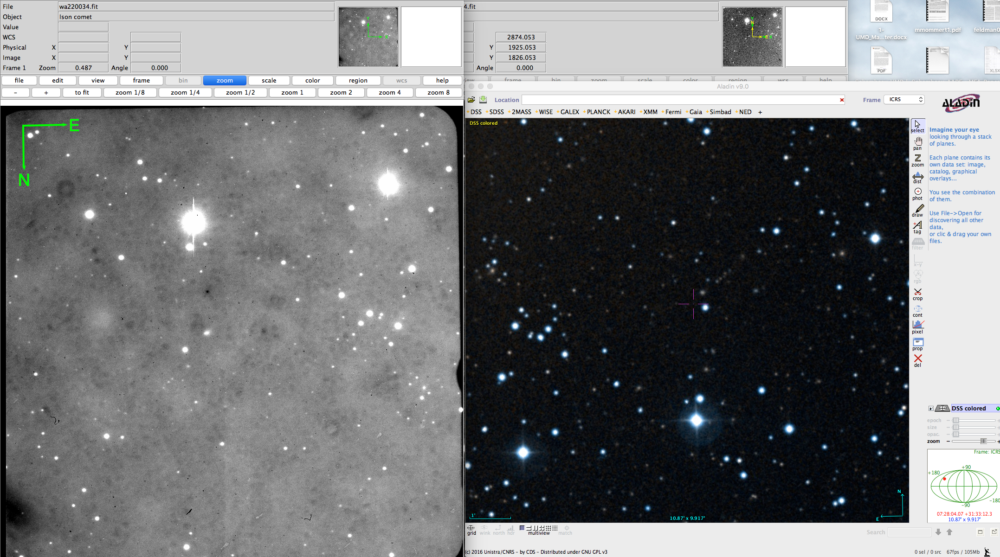 File wa220034.fit
Object Ison comet
Value
WCS
Physical X Y
Image X Y
Frame 1 Zoom 0.487 Angle 0.000
file edit view frame bin zoom scale color region wcs help
- + to fit zoom 1/8 zoom 1/4 zoom 1/2 zoom 1 zoom 2 zoom 4 zoom 8
Y
E
N
4.fit
2874.053
Y 1925.053
Y 1826.053
Angle 0.000
Y
N
E
view frame bin zoom scale color region wcs help
DOCX
1-
UMD_Ma...ter.docx
mmommert1.pdf
feldman0
PDF
XLSX
Aladin v9.0
Location
Frame ICRS
ALADIN
DSS SDSS 2MASS WISE GALEX PLANCK AKARI XMM Fermi Gaia Simbad NED +
DSS colored
select
pan
zoom
dist
phot
draw
tag
filter
x-y
rgb
crop
cont
pixel
prop
del
Imagine your eye
looking through a stack
of planes.
Each plane contains its
own data set: image,
catalog, graphical
overlays...
You see the combination
of them.
Use File->Open for
discovering all other
data,
or clic & drag your own
files.
DSS colored
epoch
size
opac.
zoom
Frame: ICRS
+90
+180
-180
-90
07:28:04.07 +31:33:12.3
10.87' x 9.917'
1'
10.87' x 9.917'
N
E
grid wink north hdr multiview match
Search
(c) 2016 Unistra/CNRS - by CDS - Distributed under GNU GPL v3
0 sel / 0 src 67fps / 105Mb